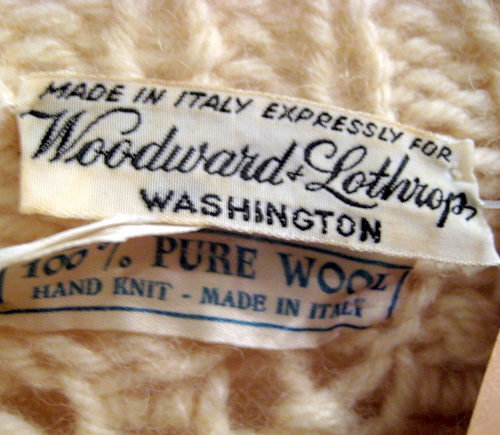 MADE IN ITALY EXPRESSLY FOR
Woodward & Lothrop
WASHINGTON
100% PURE WOOL
HAND KNIT - MADE IN ITALY